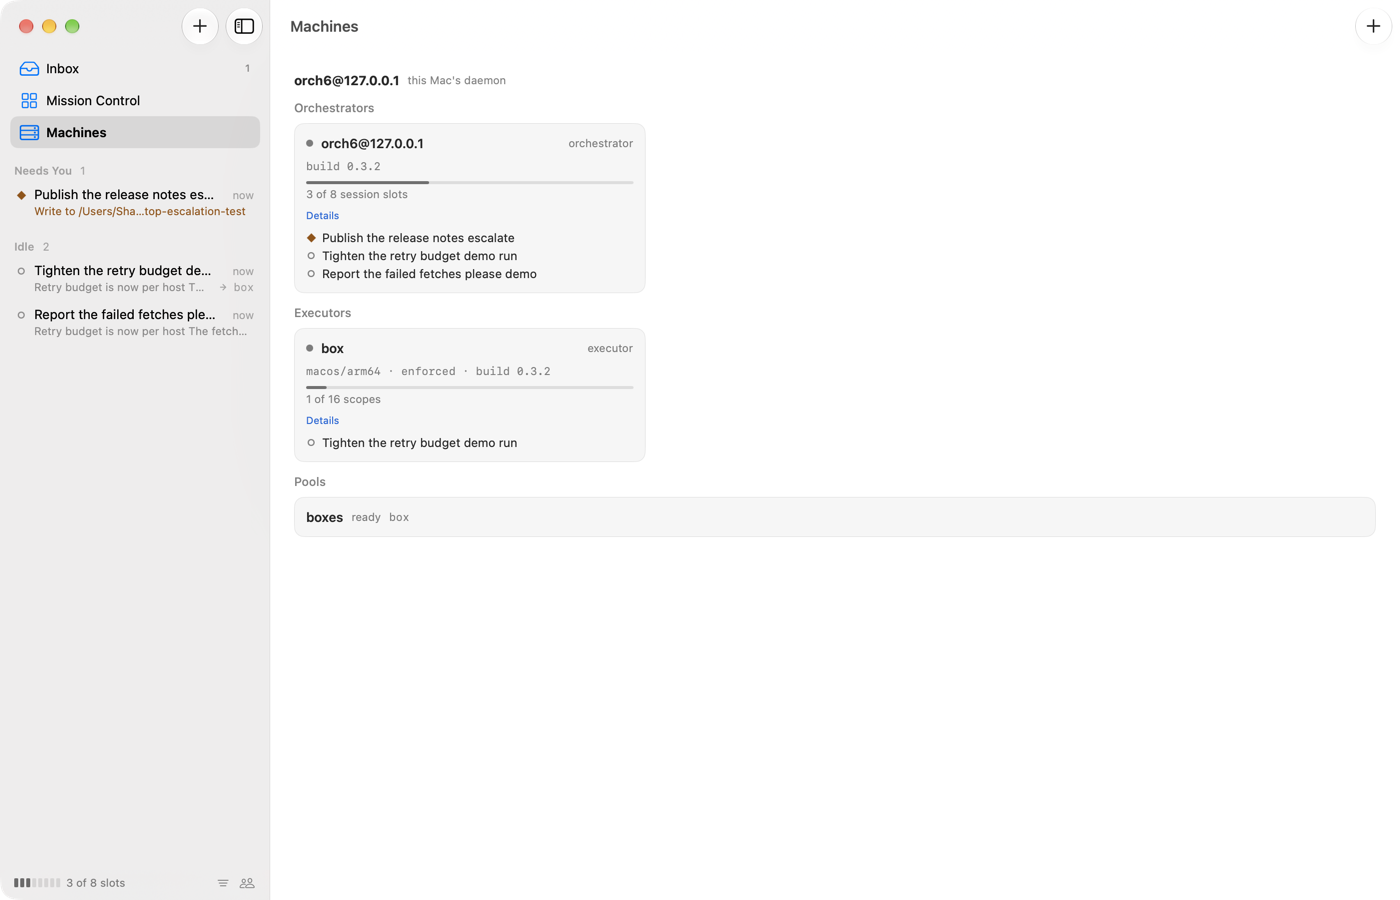 Inbox 1
Mission Control
Machines
Needs You 1
Publish the release notes es... now
Write to /Users/Sha...top-escalation-test
Idle 2
Tighten the retry budget de... now
Retry budget is now per host T... → box
Report the failed fetches ple... now
Retry budget is now per host The fetch...
3 of 8 slots
Machines
orch6@127.0.0.1 this Mac's daemon
Orchestrators
orch6@127.0.0.1 orchestrator
build 0.3.2
3 of 8 session slots
Details
Publish the release notes escalate
Tighten the retry budget demo run
Report the failed fetches please demo
Executors
box executor
macos/arm64 · enforced · build 0.3.2
1 of 16 scopes
Details
Tighten the retry budget demo run
Pools
boxes ready box